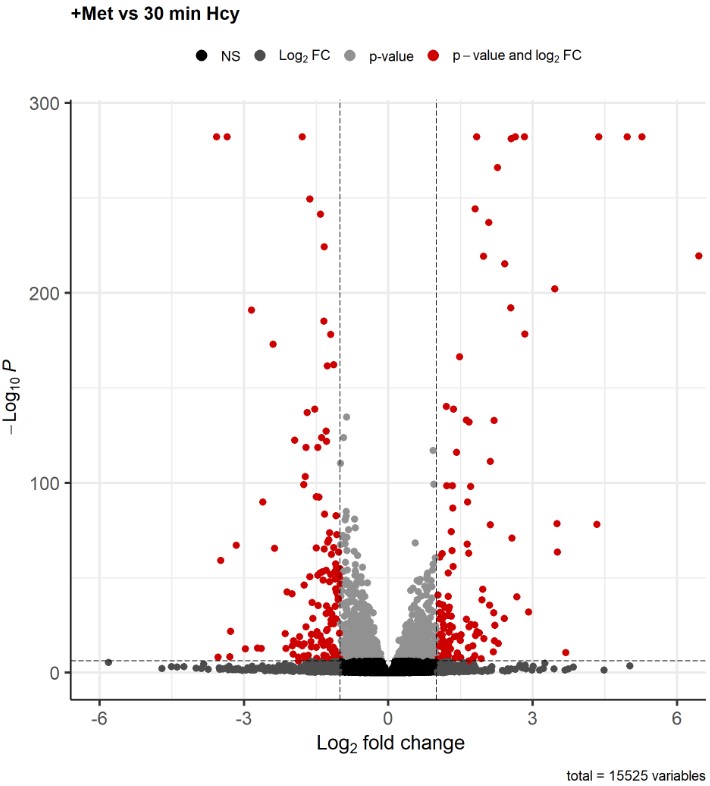 +Met vs 30 min Hcy
NS Log₂ FC p-value p − value and log₂ FC
300
200
100
0
−Log₁₀ P
-6 -3 0 3 6
Log₂ fold change
total = 15525 variables